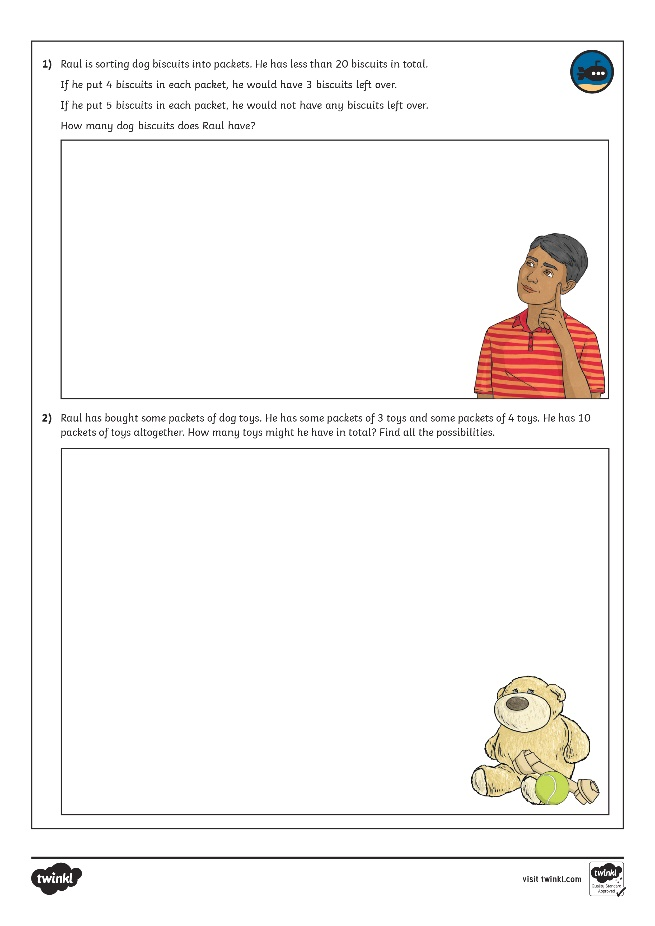 1) Raul is sorting dog biscuits into packets. He has less than 20 biscuits in total.
If he put 4 biscuits in each packet, he would have 3 biscuits left over.
If he put 5 biscuits in each packet, he would not have any biscuits left over.
How many dog biscuits does Raul have?
2) Raul has bought some packets of dog toys. He has some packets of 3 toys and some packets of 4 toys. He has 10
packets of toys altogether. How many toys might he have in total? Find all the possibilities.
twinkl
visit twinkl.com
twinkl
Quality Standard
Approved